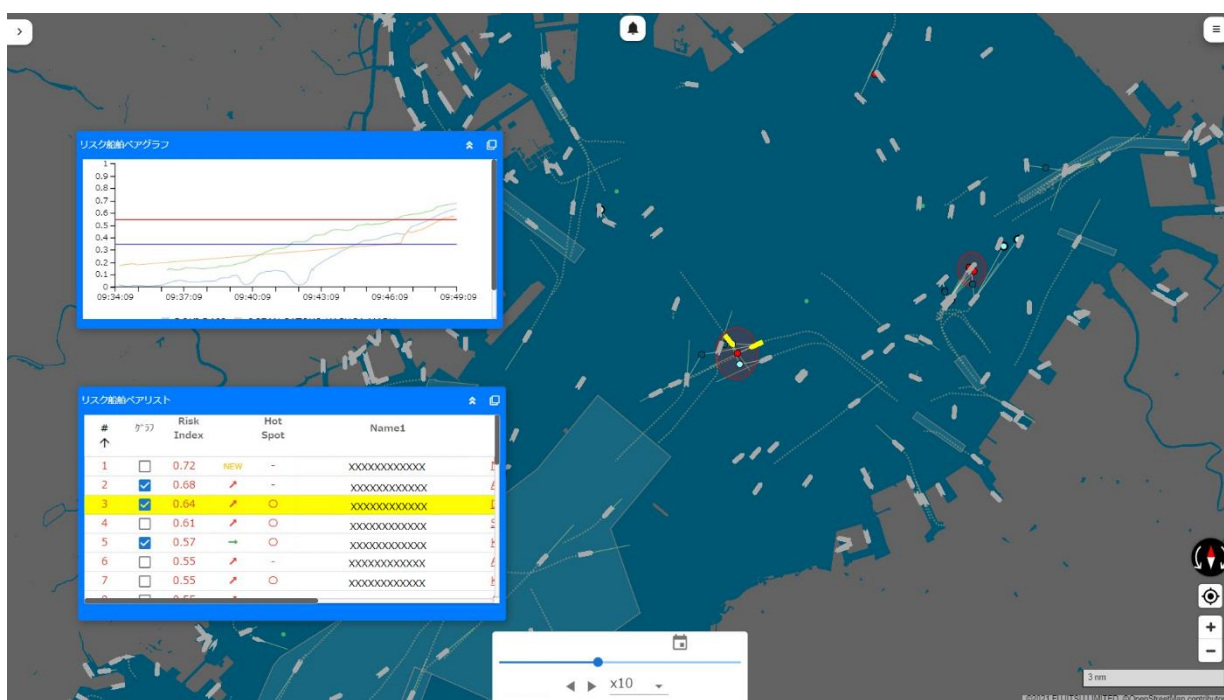 リスク船舶ペアグラフ
1
0.9
0.8
0.7
0.6
0.5
0.4
0.3
0.2
0.1
0
09:34:09 09:37:09 09:40:09 09:43:09 09:46:09 09:49:09
リスク船舶ペアリスト
# グラフ Risk Index Hot Spot Name1
1 0.72 NEW - XXXXXXXXXXXX
2 0.68 - XXXXXXXXXXXX
3 0.64 ○ XXXXXXXXXXXX
4 0.61 ○ XXXXXXXXXXXX
5 0.57 ○ XXXXXXXXXXXX
6 0.55 - XXXXXXXXXXXX
7 0.55 ○ XXXXXXXXXXXX
x10
3 nm
©2021 FUJITSU LIMITED, ©OpenStreetMap contributors